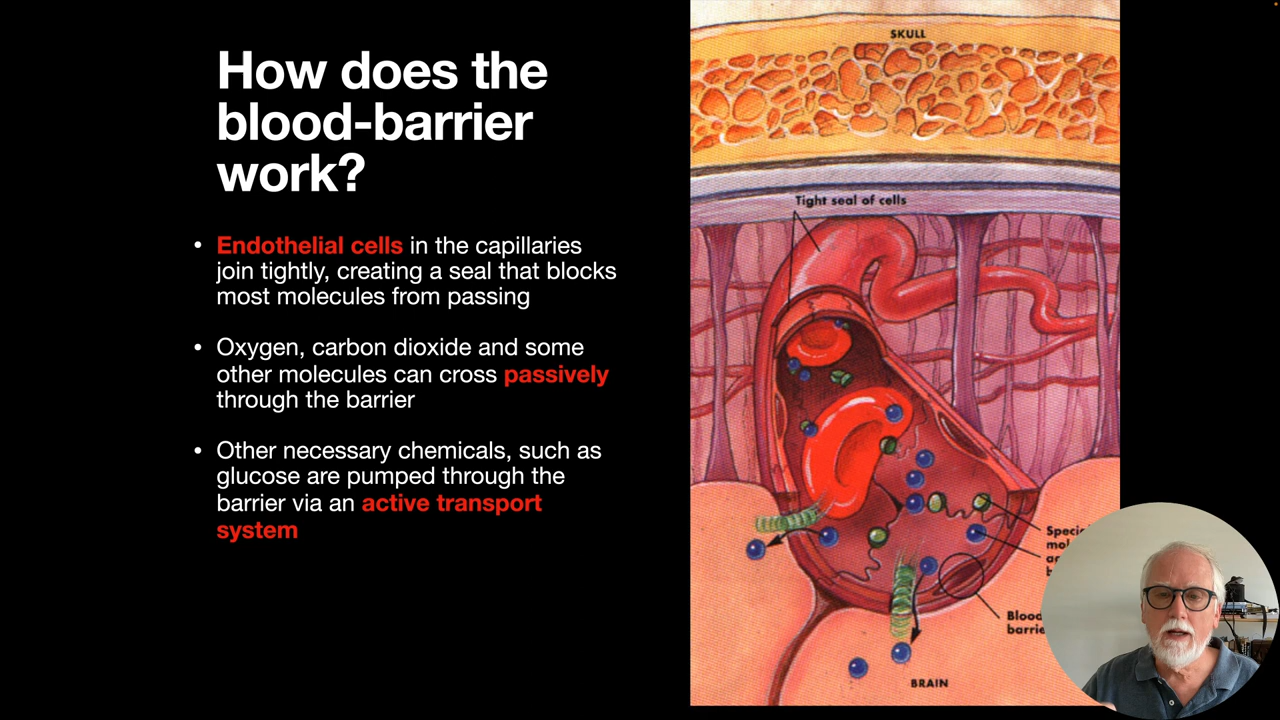 How does the
blood-barrier
work?
• Endothelial cells in the capillaries
join tightly, creating a seal that blocks
most molecules from passing
• Oxygen, carbon dioxide and some
other molecules can cross passively
through the barrier
• Other necessary chemicals, such as
glucose are pumped through the
barrier via an active transport
system
SKULL
Tight seal of cells
Blood
BRAIN